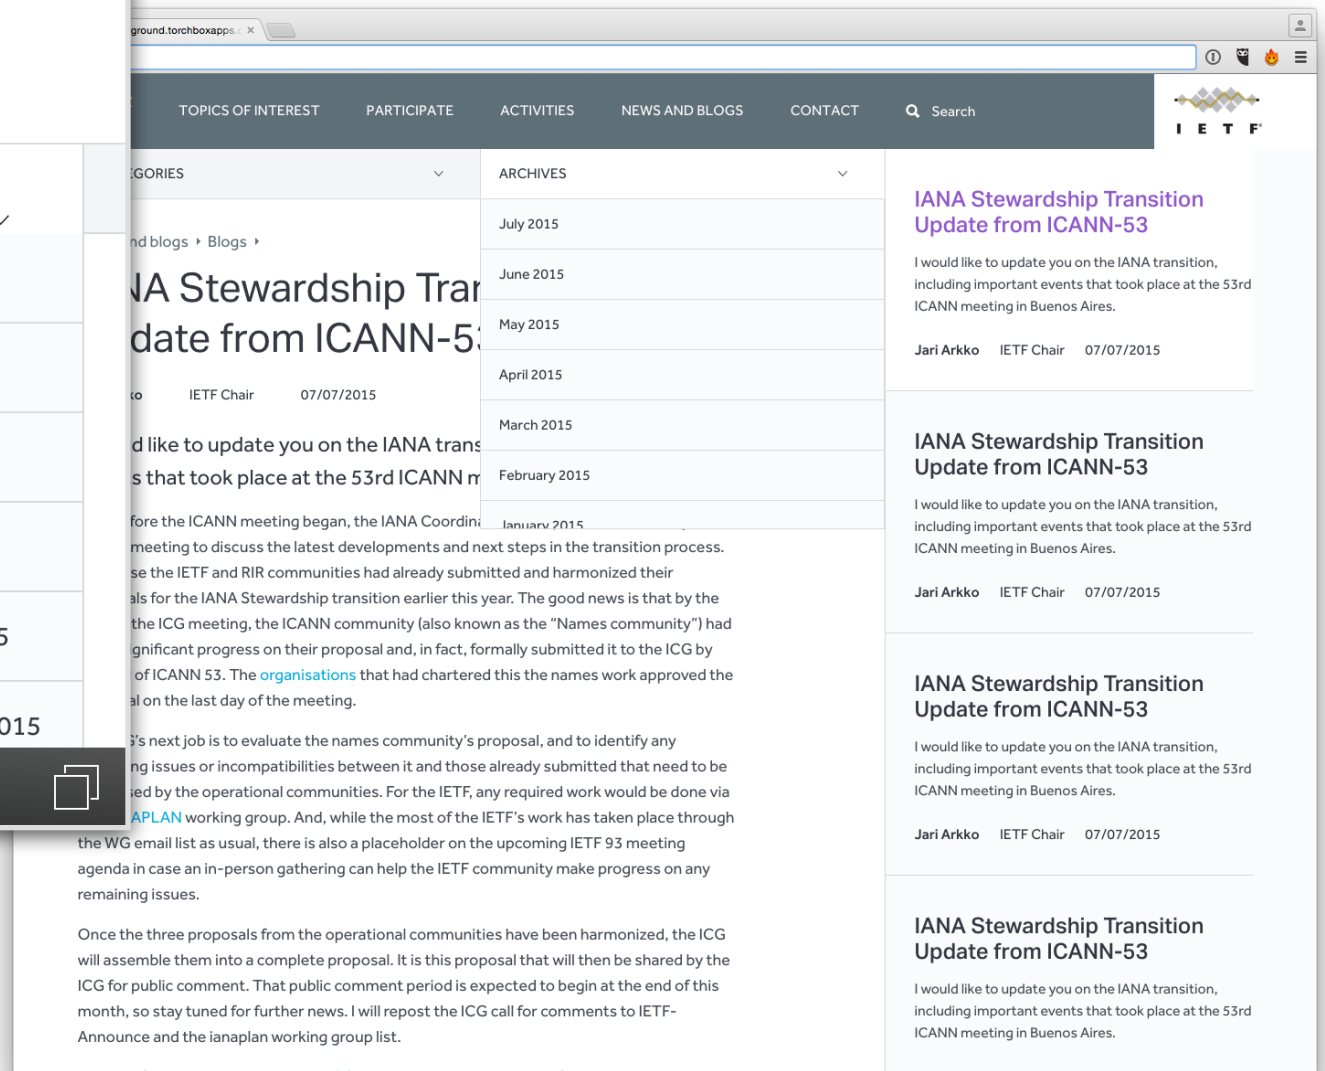 ground.torchboxapps.c
TOPICS OF INTEREST
PARTICIPATE
ACTIVITIES
NEWS AND BLOGS
CONTACT
Search
IETF
EGORIES
ARCHIVES
July 2015
June 2015
May 2015
April 2015
March 2015
February 2015
January 2015
nd blogs Blogs
NA Stewardship Tra
date from ICANN-5
ko IETF Chair 07/07/2015
d like to update you on the IANA trans
s that took place at the 53rd ICANN m
fore the ICANN meeting began, the IANA Coordina
meeting to discuss the latest developments and next steps in the transition process.
se the IETF and RIR communities had already submitted and harmonized their
als for the IANA Stewardship transition earlier this year. The good news is that by the
the ICG meeting, the ICANN community (also known as the “Names community”) had
gnificant progress on their proposal and, in fact, formally submitted it to the ICG by
of ICANN 53. The organisations that had chartered this the names work approved the
al on the last day of the meeting.
G’s next job is to evaluate the names community’s proposal, and to identify any
ng issues or incompatibilities between it and those already submitted that need to be
sed by the operational communities. For the IETF, any required work would be done via
APLAN working group. And, while the most of the IETF’s work has taken place through
the WG email list as usual, there is also a placeholder on the upcoming IETF 93 meeting
agenda in case an in-person gathering can help the IETF community make progress on any
remaining issues.
Once the three proposals from the operational communities have been harmonized, the ICG
will assemble them into a complete proposal. It is this proposal that will then be shared by the
ICG for public comment. That public comment period is expected to begin at the end of this
month, so stay tuned for further news. I will repost the ICG call for comments to IETF-
Announce and the ianaplan working group list.
IANA Stewardship Transition
Update from ICANN-53
I would like to update you on the IANA transition,
including important events that took place at the 53rd
ICANN meeting in Buenos Aires.
Jari Arkko IETF Chair 07/07/2015
IANA Stewardship Transition
Update from ICANN-53
I would like to update you on the IANA transition,
including important events that took place at the 53rd
ICANN meeting in Buenos Aires.
Jari Arkko IETF Chair 07/07/2015
IANA Stewardship Transition
Update from ICANN-53
I would like to update you on the IANA transition,
including important events that took place at the 53rd
ICANN meeting in Buenos Aires.
Jari Arkko IETF Chair 07/07/2015
IANA Stewardship Transition
Update from ICANN-53
I would like to update you on the IANA transition,
including important events that took place at the 53rd
ICANN meeting in Buenos Aires.
5
015